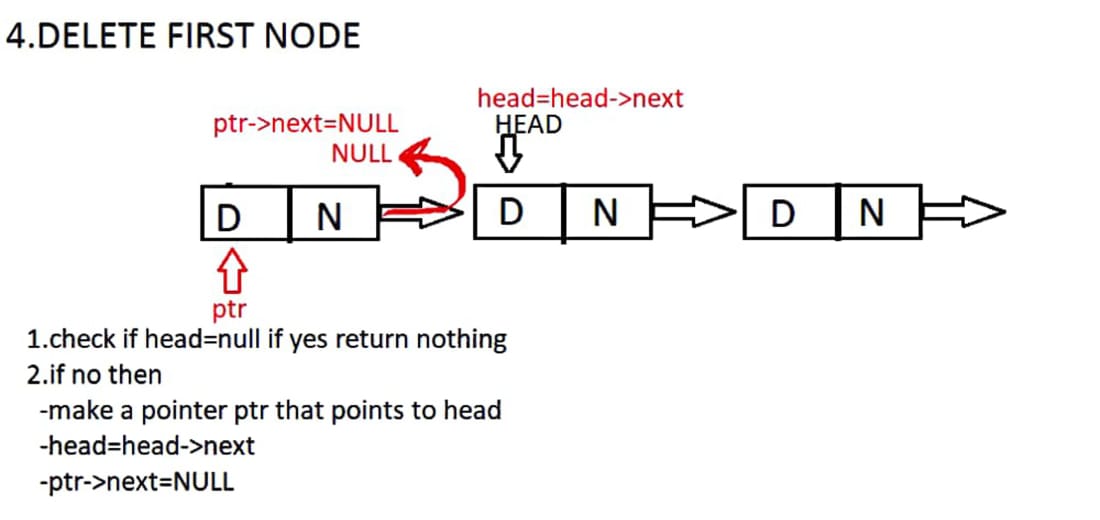 4.DELETE FIRST NODE
head=head->next
ptr->next=NULL
HEAD
NULL
D N D N D N
ptr
1.check if head=null if yes return nothing
2.if no then
-make a pointer ptr that points to head
-head=head->next
-ptr->next=NULL